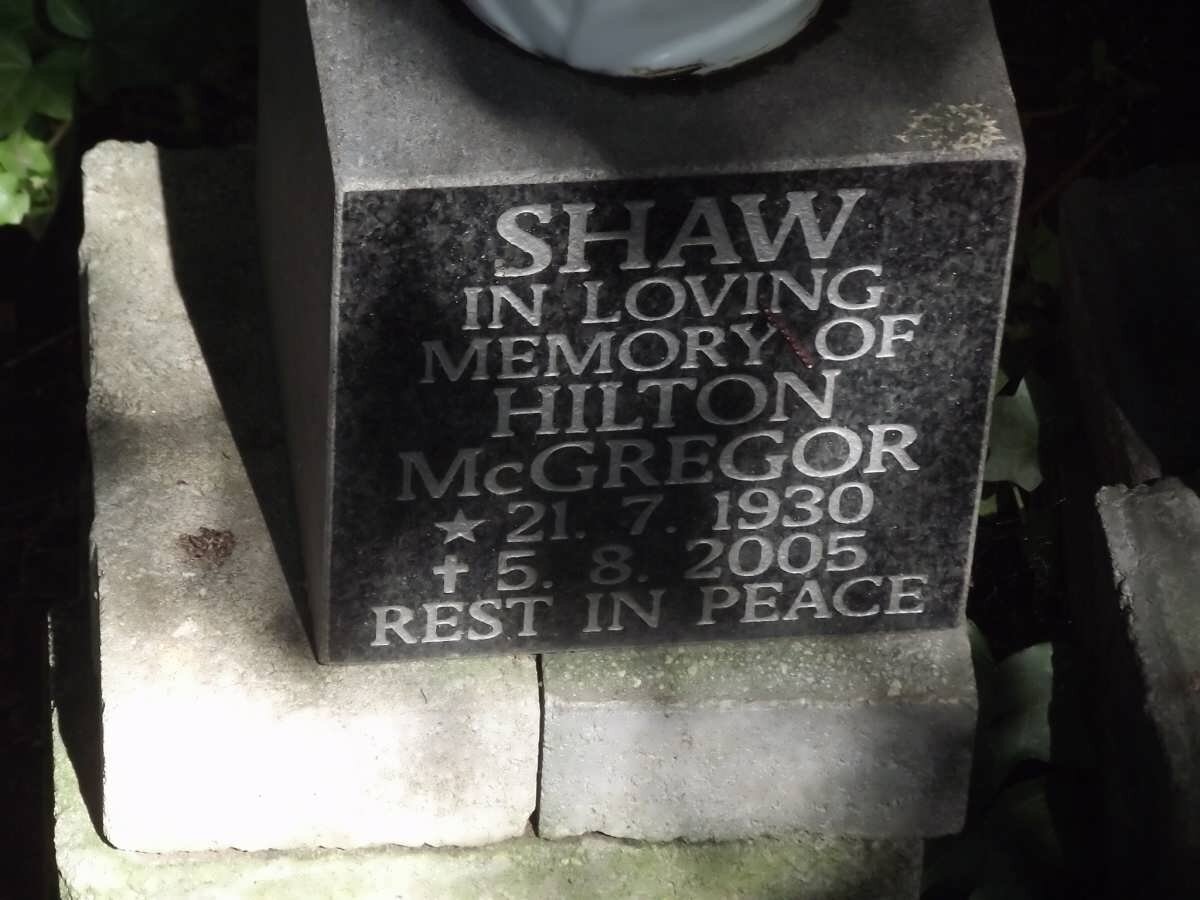 SHAW
IN LOVING
MEMORY OF
HILTON
McGREGOR
★ 21. 7. 1930
✝ 5. 8. 2005
REST IN PEACE